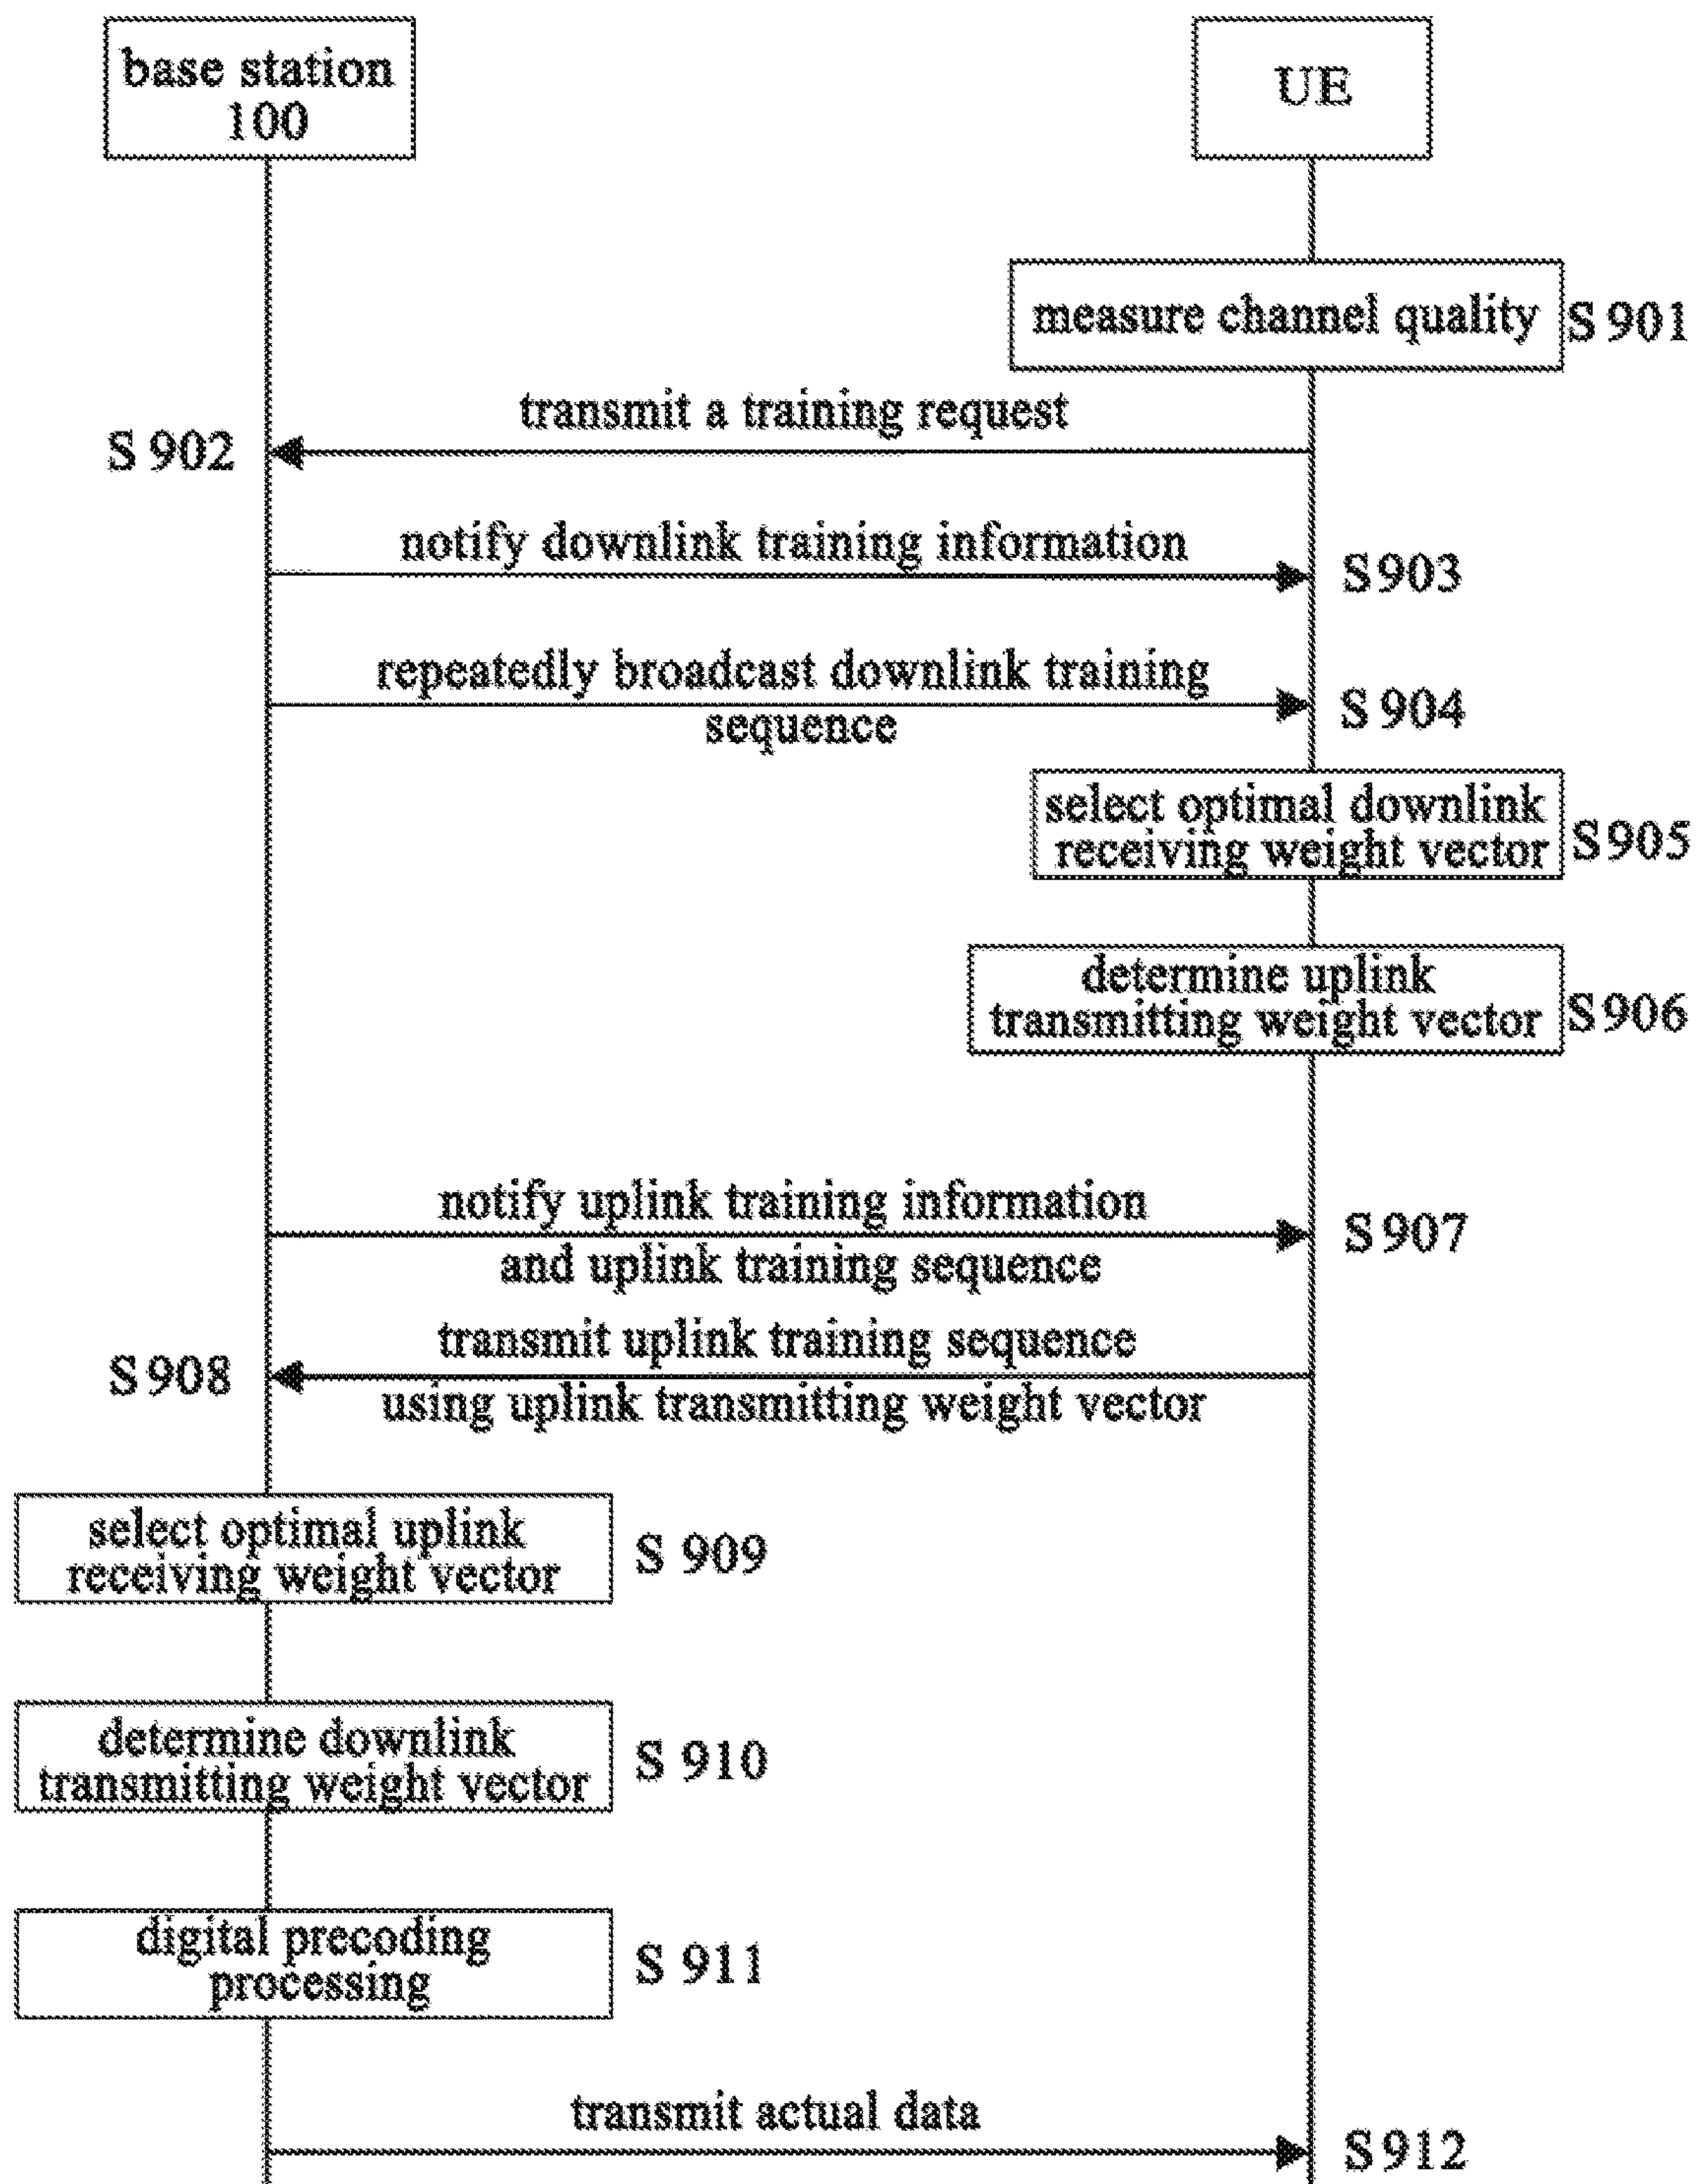 base station
100
UE
measure channel quality
S 901
transmit a training request
S 902
notify downlink training information
S 903
repeatedly broadcast downlink training
sequence
S 904
select optimal downlink
receiving weight vector
S 905
determine uplink
transmitting weight vector
S 906
notify uplink training information
and uplink training sequence
S 907
transmit uplink training sequence
using uplink transmitting weight vector
S 908
select optimal uplink
receiving weight vector
S 909
determine downlink
transmitting weight vector
S 910
digital precoding
processing
S 911
transmit actual data
S 912